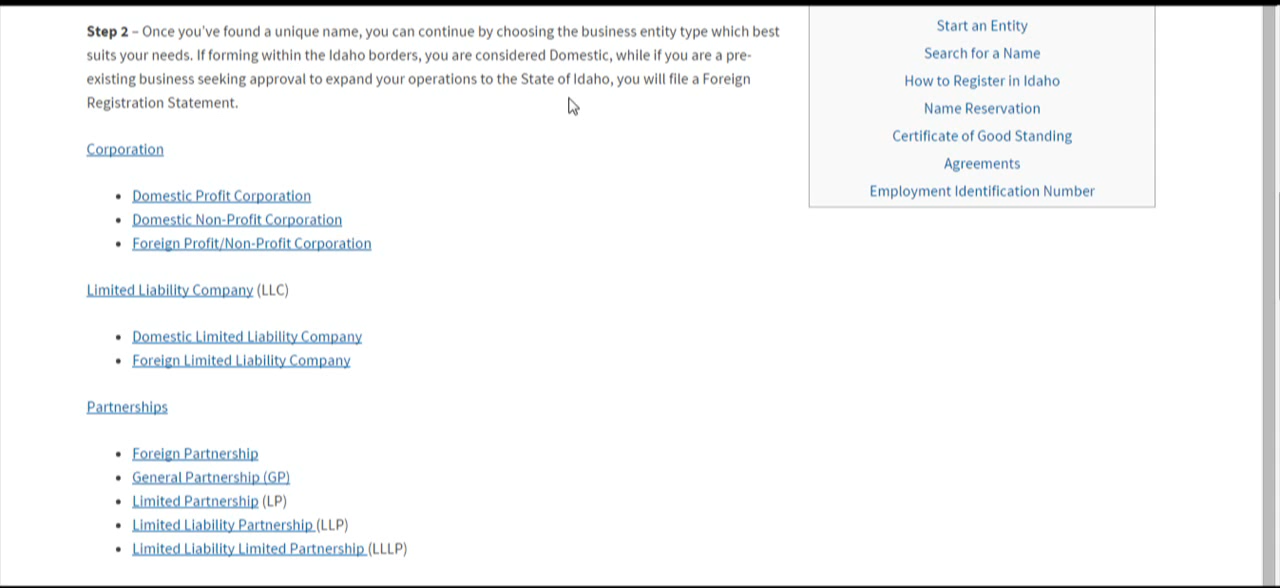 Step 2 – Once you've found a unique name, you can continue by choosing the business entity type which best
suits your needs. If forming within the Idaho borders, you are considered Domestic, while if you are a pre-
existing business seeking approval to expand your operations to the State of Idaho, you will file a Foreign
Registration Statement.
Corporation
Domestic Profit Corporation
Domestic Non-Profit Corporation
Foreign Profit/Non-Profit Corporation
Limited Liability Company (LLC)
Domestic Limited Liability Company
Foreign Limited Liability Company
Partnerships
Foreign Partnership
General Partnership (GP)
Limited Partnership (LP)
Limited Liability Partnership (LLP)
Limited Liability Limited Partnership (LLLP)
Start an Entity
Search for a Name
How to Register in Idaho
Name Reservation
Certificate of Good Standing
Agreements
Employment Identification Number